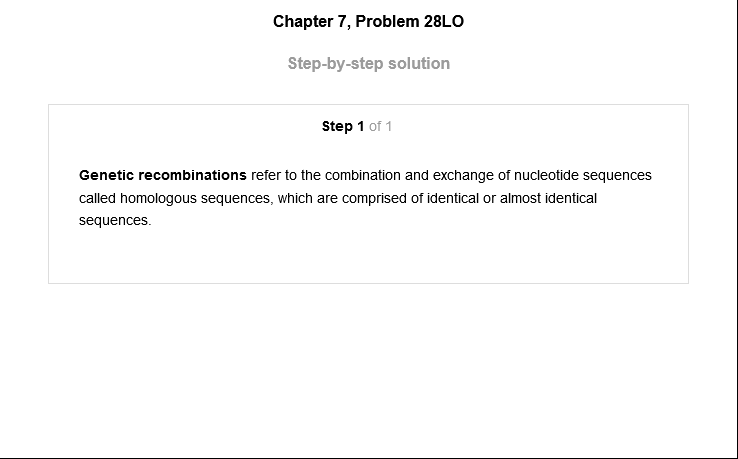 Chapter 7, Problem 28LO
Step-by-step solution
Step 1 of 1
Genetic recombinations refer to the combination and exchange of nucleotide sequences
called homologous sequences, which are comprised of identical or almost identical
sequences.